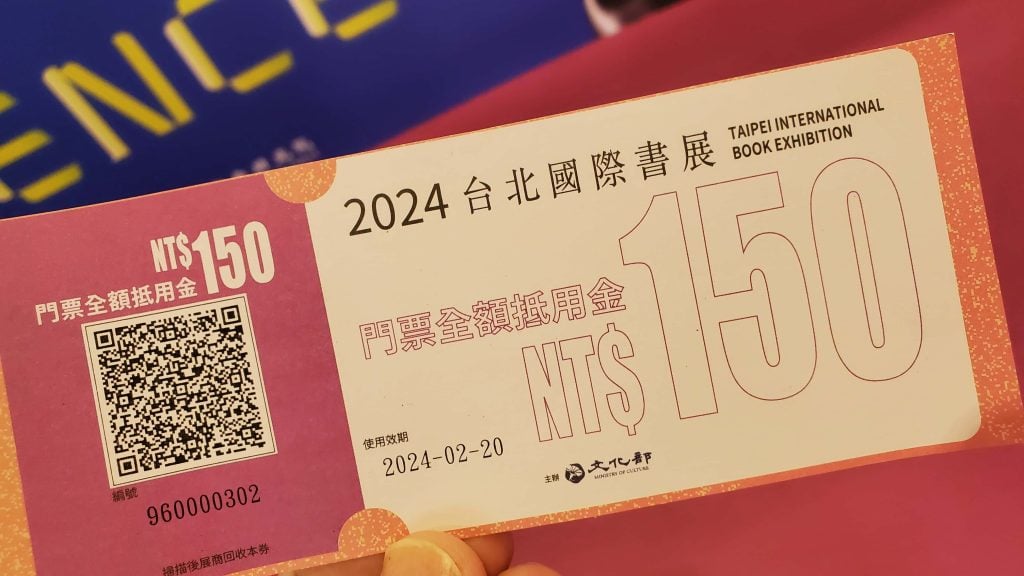 ENCE
NT$150
門票全額抵用金
編號
960000302
掃描後展商回收本券
2024 台北國際書展
TAIPEI INTERNATIONAL
BOOK EXHIBITION
門票全額抵用金
NT$150
使用效期
2024-02-20
主辦 文化部
MINISTRY OF CULTURE